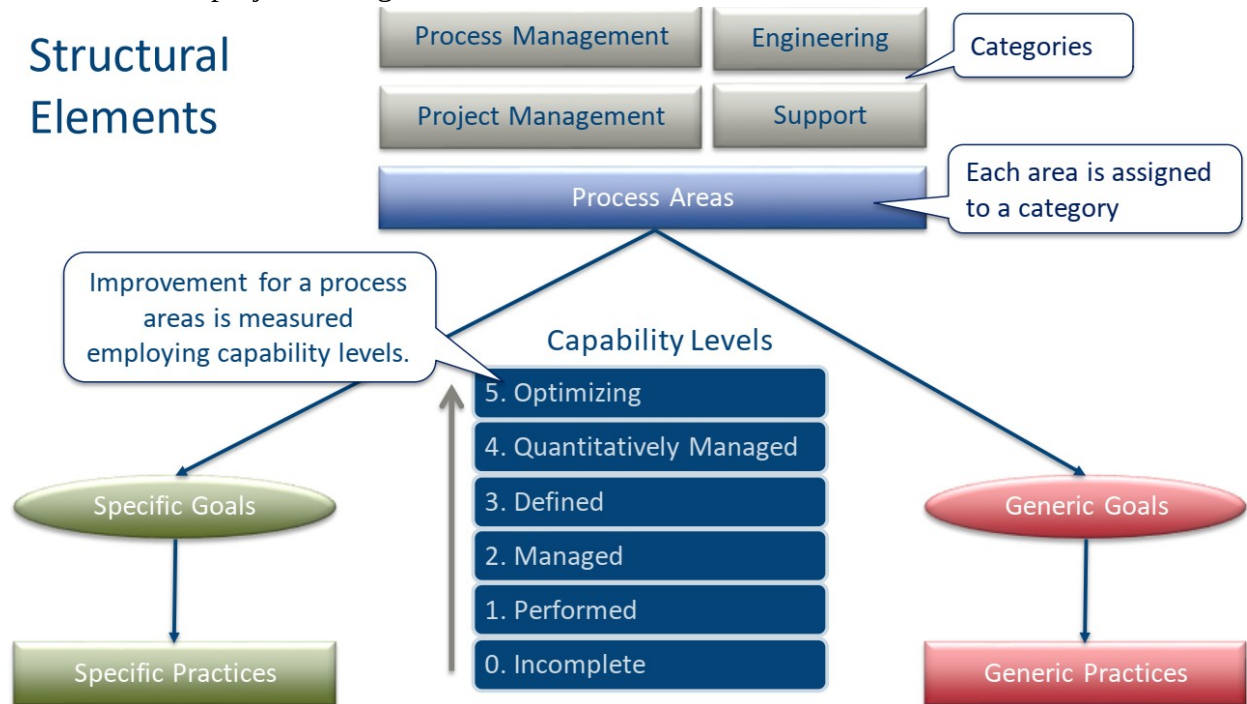 Structural
Elements
Process Management
Engineering
Categories
Project Management
Support
Process Areas
Each area is assigned
to a category
Improvement for a process
areas is measured
employing capability levels.
Capability Levels
5. Optimizing
4. Quantitatively Managed
3. Defined
2. Managed
1. Performed
0. Incomplete
Specific Goals
Generic Goals
Specific Practices
Generic Practices